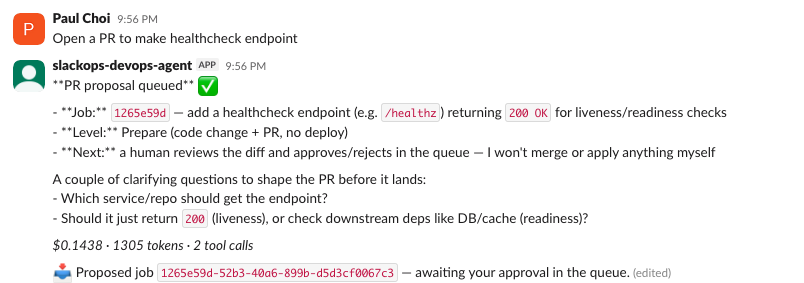 P
Paul Choi 9:56 PM
Open a PR to make healthcheck endpoint
slackops-devops-agent APP 9:56 PM
**PR proposal queued** ✅
- **Job:** 1265e59d — add a healthcheck endpoint (e.g. /healthz) returning 200 OK for liveness/readiness checks
- **Level:** Prepare (code change + PR, no deploy)
- **Next:** a human reviews the diff and approves/rejects in the queue — I won't merge or apply anything myself
A couple of clarifying questions to shape the PR before it lands:
- Which service/repo should get the endpoint?
- Should it just return 200 (liveness), or check downstream deps like DB/cache (readiness)?
$0.1438 · 1305 tokens · 2 tool calls
📥 Proposed job 1265e59d-52b3-40a6-899b-d5d3cf0067c3 — awaiting your approval in the queue. (edited)